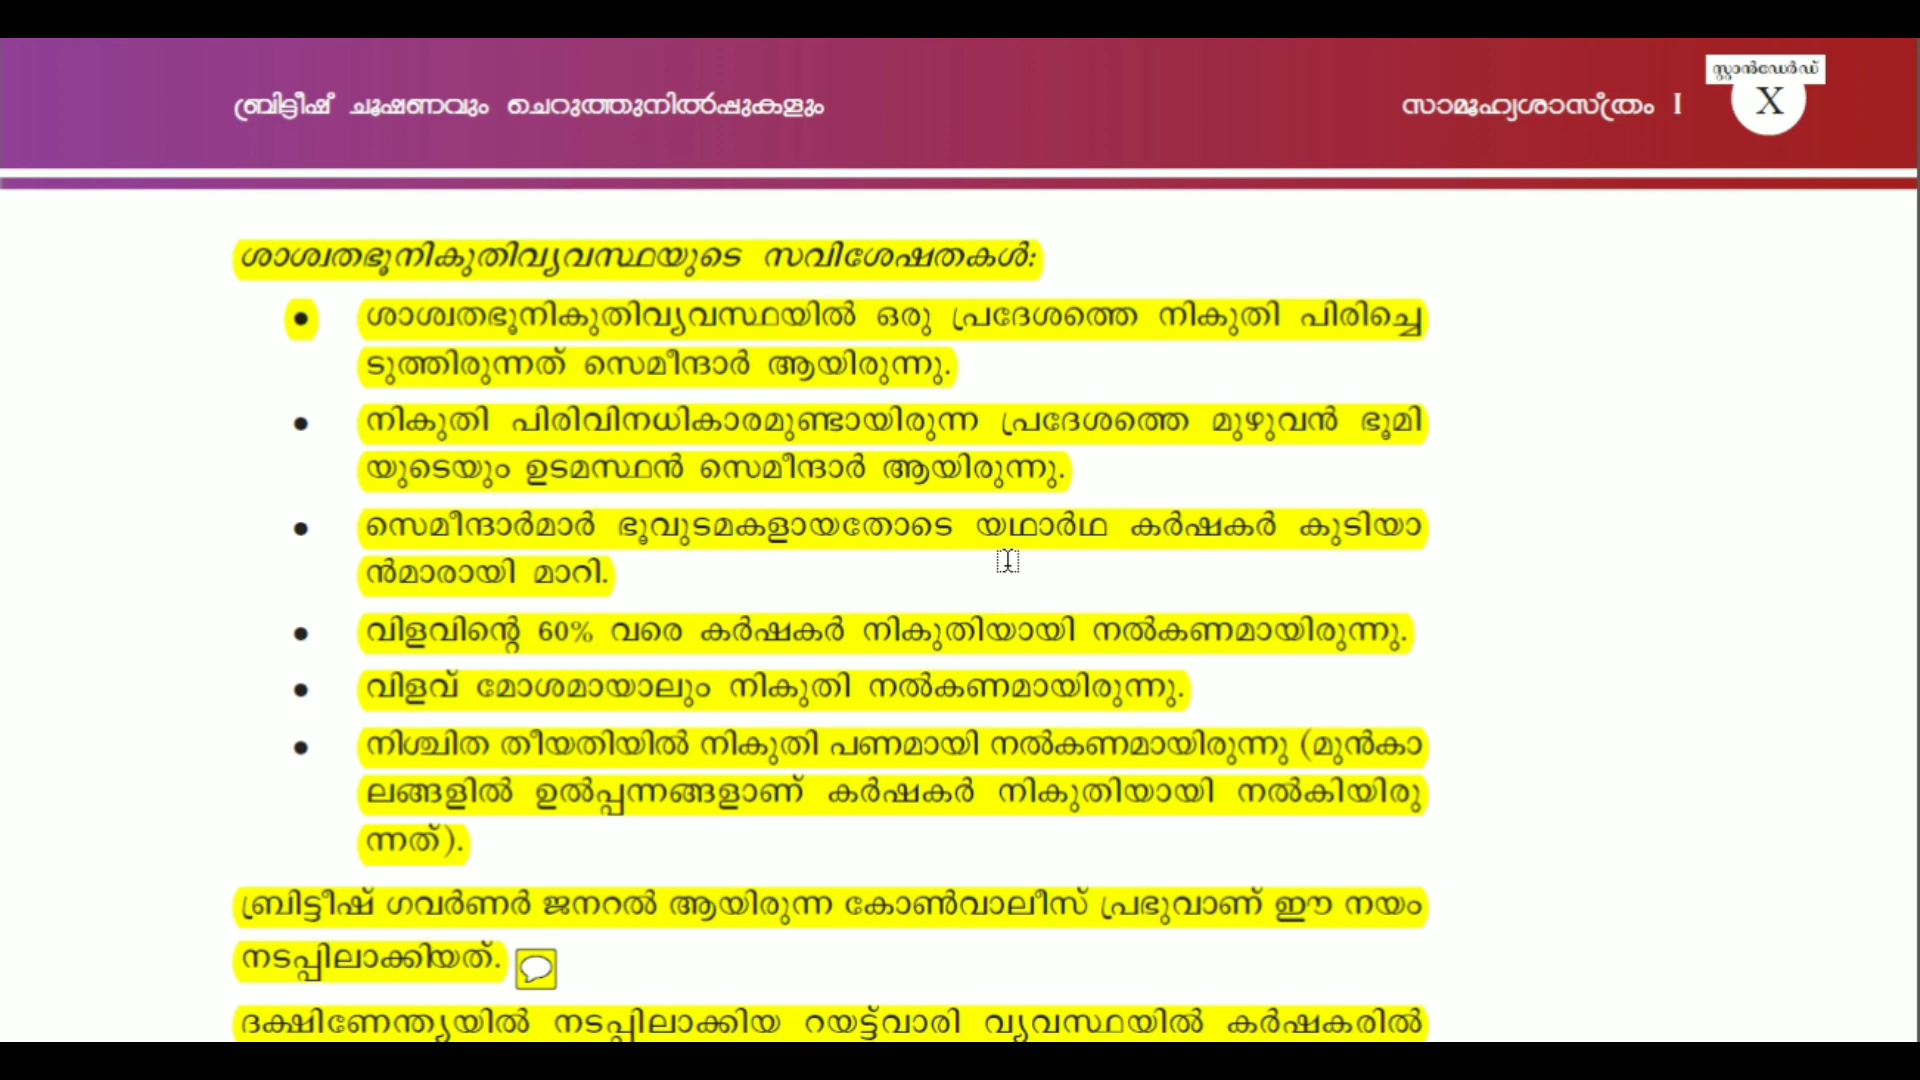 സ്റ്റാൻഡേർഡ്
ബ്രിട്ടീഷ് ചൂഷണവും ചെറുത്തുനിൽപ്പുകളും സാമൂഹ്യശാസ്ത്രം I X
ശാശ്വതഭൂനികുതിവ്യവസ്ഥയുടെ സവിശേഷതകൾ:
● ശാശ്വതഭൂനികുതിവ്യവസ്ഥയിൽ ഒരു പ്രദേശത്തെ നികുതി പിരിച്ചെ
ടുത്തിരുന്നത് സെമീന്ദാർ ആയിരുന്നു.
● നികുതി പിരിവിനധികാരമുണ്ടായിരുന്ന പ്രദേശത്തെ മുഴുവൻ ഭൂമി
യുടെയും ഉടമസ്ഥൻ സെമീന്ദാർ ആയിരുന്നു.
● സെമീന്ദാർമാർ ഭൂവുടമകളായതോടെ യഥാർഥ കർഷകർ കുടിയാ
ൻമാരായി മാറി.
● വിളവിന്റെ 60% വരെ കർഷകർ നികുതിയായി നൽകണമായിരുന്നു.
● വിളവ് മോശമായാലും നികുതി നൽകണമായിരുന്നു.
● നിശ്ചിത തീയതിയിൽ നികുതി പണമായി നൽകണമായിരുന്നു (മുൻകാ
ലങ്ങളിൽ ഉൽപ്പന്നങ്ങളാണ് കർഷകർ നികുതിയായി നൽകിയിരു
ന്നത്).
ബ്രിട്ടീഷ് ഗവർണർ ജനറൽ ആയിരുന്ന കോൺവാലീസ് പ്രഭുവാണ് ഈ നയം
നടപ്പിലാക്കിയത്.
ദക്ഷിണേന്ത്യയിൽ നടപ്പിലാക്കിയ റയട്ട്വാരി വ്യവസ്ഥയിൽ കർഷകരിൽ